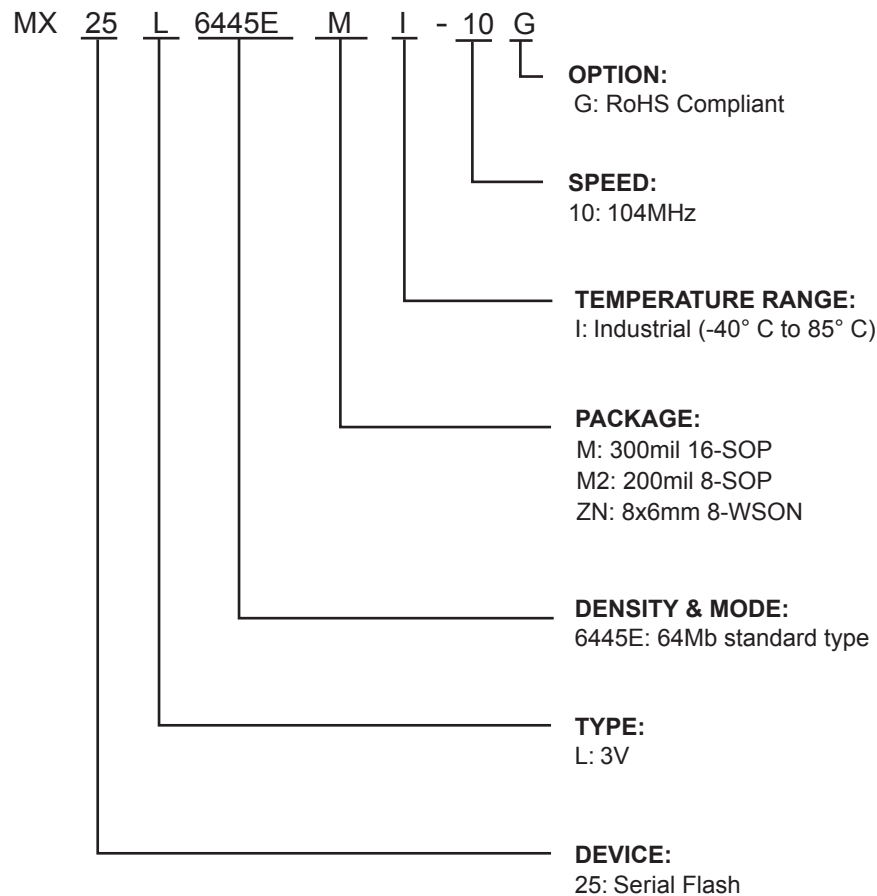 MX 25 L 6445E M I - 10 G
OPTION:
G: RoHS Compliant
SPEED:
10: 104MHz
TEMPERATURE RANGE:
I: Industrial (-40° C to 85° C)
PACKAGE:
M: 300mil 16-SOP
M2: 200mil 8-SOP
ZN: 8x6mm 8-WSON
DENSITY & MODE:
6445E: 64Mb standard type
TYPE:
L: 3V
DEVICE:
25: Serial Flash